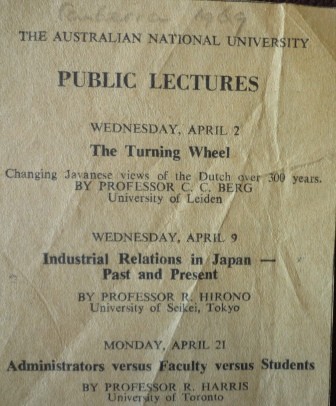 Canberra 1969
THE AUSTRALIAN NATIONAL UNIVERSITY
PUBLIC LECTURES
WEDNESDAY, APRIL 2
The Turning Wheel
Changing Javanese views of the Dutch over 300 years.
BY PROFESSOR C. C. BERG
University of Leiden
WEDNESDAY, APRIL 9
Industrial Relations in Japan —
Past and Present
BY PROFESSOR R. HIRONO
University of Seikei, Tokyo
MONDAY, APRIL 21
Administrators versus Faculty versus Students
BY PROFESSOR R. HARRIS
University of Toronto